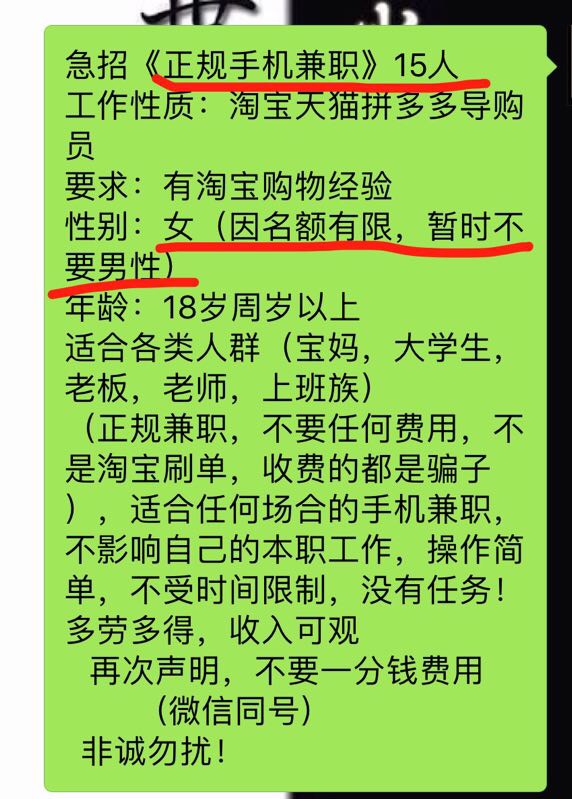 急招《正规手机兼职》15人
工作性质：淘宝天猫拼多多导购
员
要求：有淘宝购物经验
性别：女（因名额有限，暂时不
要男性）
年龄：18岁周岁以上
适合各类人群（宝妈，大学生，
老板，老师，上班族）
（正规兼职，不要任何费用，不
是淘宝刷单，收费的都是骗子
），适合任何场合的手机兼职，
不影响自己的本职工作，操作简
单，不受时间限制，没有任务！
多劳多得，收入可观
再次声明，不要一分钱费用
（微信同号）
非诚勿扰！